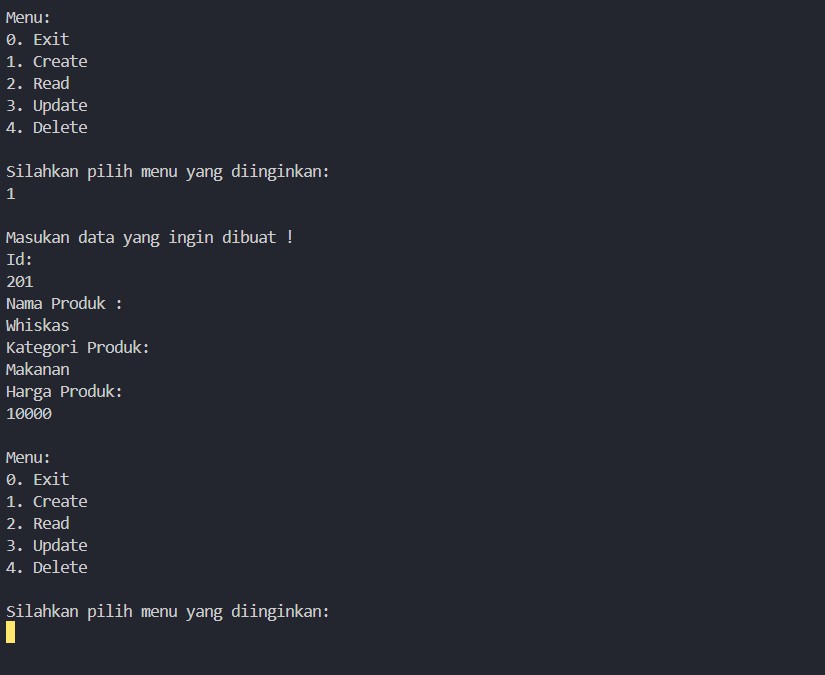 Menu:
0. Exit
1. Create
2. Read
3. Update
4. Delete
Silahkan pilih menu yang diinginkan:
1
Masukan data yang ingin dibuat !
Id:
201
Nama Produk :
Whiskas
Kategori Produk:
Makanan
Harga Produk:
10000
Menu:
0. Exit
1. Create
2. Read
3. Update
4. Delete
Silahkan pilih menu yang diinginkan: